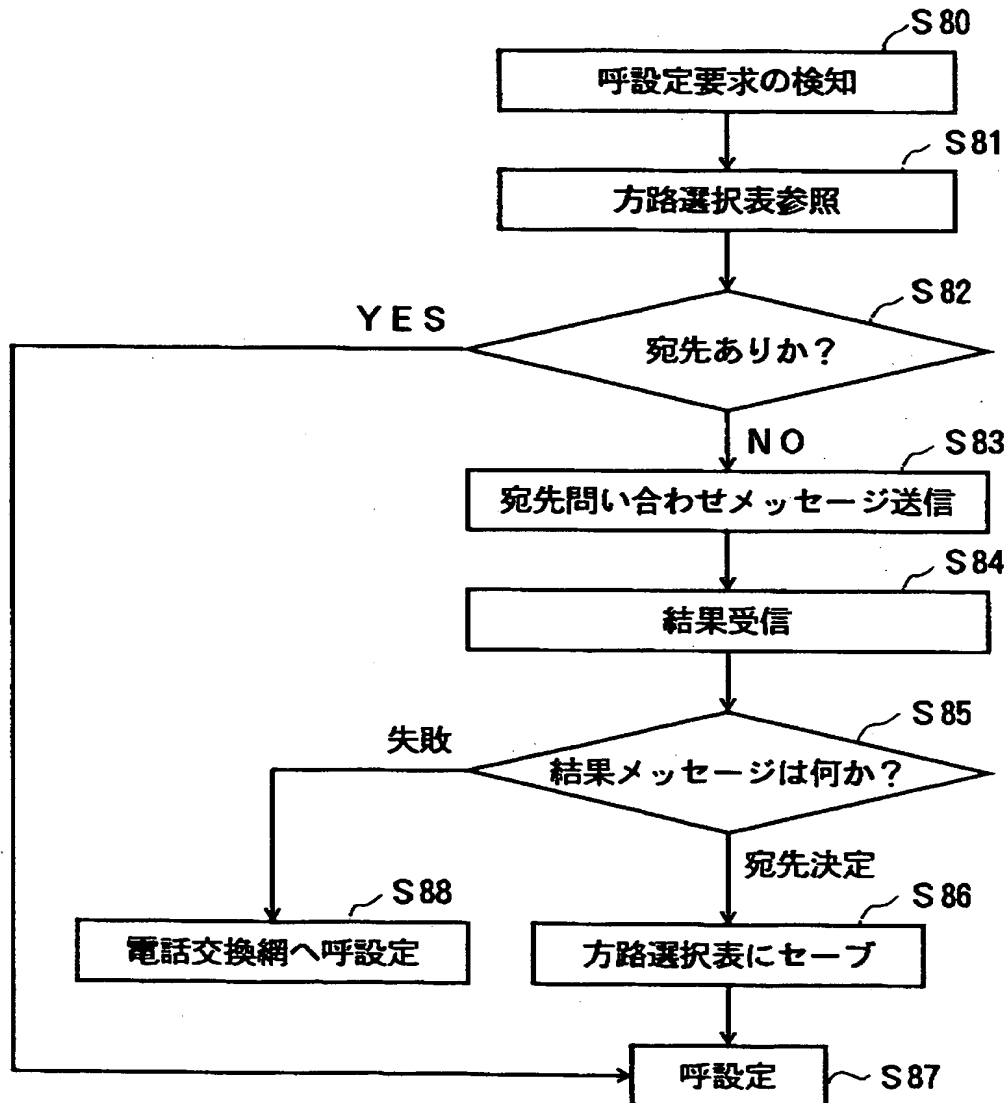 S80
呼設定要求の検知
S81
方路選択表参照
S82
YES
宛先ありか？
NO
S83
宛先問い合わせメッセージ送信
S84
結果受信
S85
失敗
結果メッセージは何か？
宛先決定
S88
S86
電話交換網へ呼設定
方路選択表にセーブ
呼設定
S87